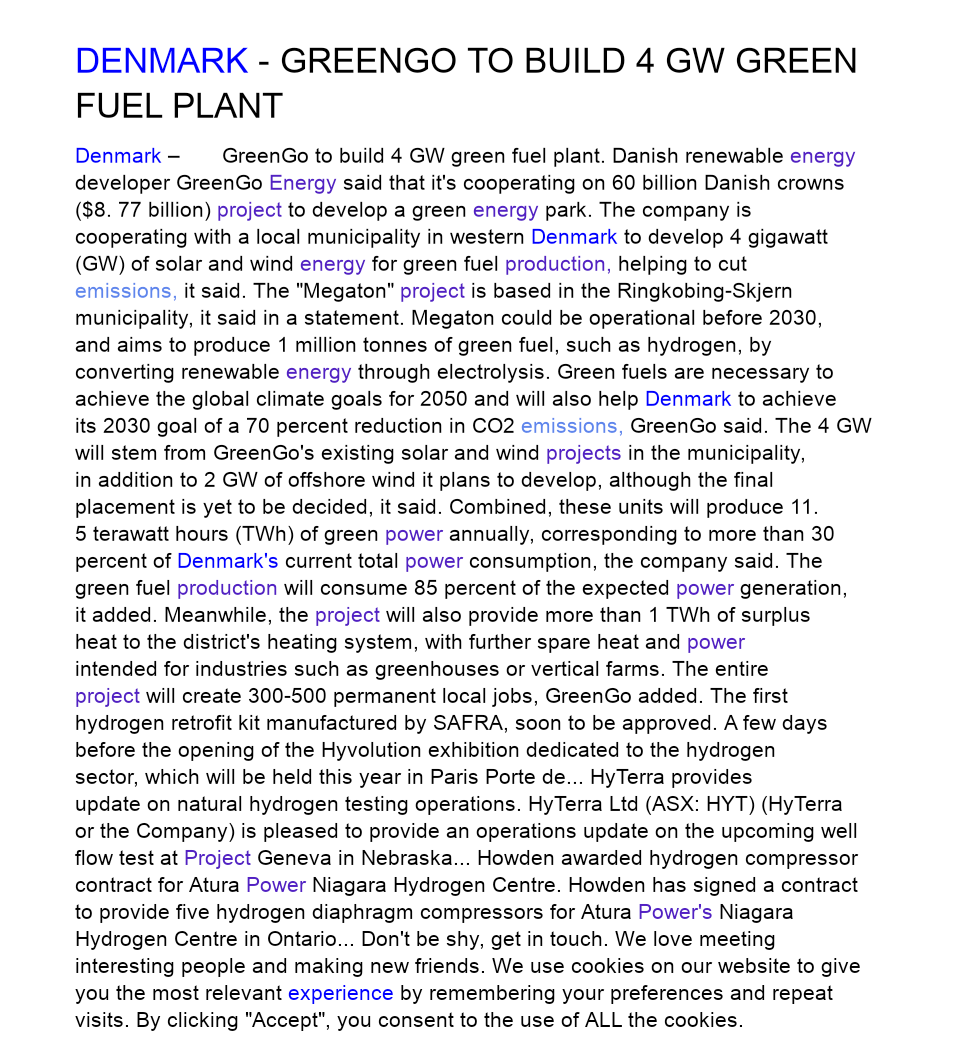 DENMARK - GREENGO TO BUILD 4 GW GREEN
FUEL PLANT
Denmark – GreenGo to build 4 GW green fuel plant. Danish renewable energy
developer GreenGo Energy said that it's cooperating on 60 billion Danish crowns
($8. 77 billion) project to develop a green energy park. The company is
cooperating with a local municipality in western Denmark to develop 4 gigawatt
(GW) of solar and wind energy for green fuel production, helping to cut
emissions, it said. The "Megaton" project is based in the Ringkobing-Skjern
municipality, it said in a statement. Megaton could be operational before 2030,
and aims to produce 1 million tonnes of green fuel, such as hydrogen, by
converting renewable energy through electrolysis. Green fuels are necessary to
achieve the global climate goals for 2050 and will also help Denmark to achieve
its 2030 goal of a 70 percent reduction in CO2 emissions, GreenGo said. The 4 GW
will stem from GreenGo's existing solar and wind projects in the municipality,
in addition to 2 GW of offshore wind it plans to develop, although the final
placement is yet to be decided, it said. Combined, these units will produce 11.
5 terawatt hours (TWh) of green power annually, corresponding to more than 30
percent of Denmark's current total power consumption, the company said. The
green fuel production will consume 85 percent of the expected power generation,
it added. Meanwhile, the project will also provide more than 1 TWh of surplus
heat to the district's heating system, with further spare heat and power
intended for industries such as greenhouses or vertical farms. The entire
project will create 300-500 permanent local jobs, GreenGo added. The first
hydrogen retrofit kit manufactured by SAFRA, soon to be approved. A few days
before the opening of the Hyvolution exhibition dedicated to the hydrogen
sector, which will be held this year in Paris Porte de... HyTerra provides
update on natural hydrogen testing operations. HyTerra Ltd (ASX: HYT) (HyTerra
or the Company) is pleased to provide an operations update on the upcoming well
flow test at Project Geneva in Nebraska... Howden awarded hydrogen compressor
contract for Atura Power Niagara Hydrogen Centre. Howden has signed a contract
to provide five hydrogen diaphragm compressors for Atura Power's Niagara
Hydrogen Centre in Ontario... Don't be shy, get in touch. We love meeting
interesting people and making new friends. We use cookies on our website to give
you the most relevant experience by remembering your preferences and repeat
visits. By clicking "Accept", you consent to the use of ALL the cookies.